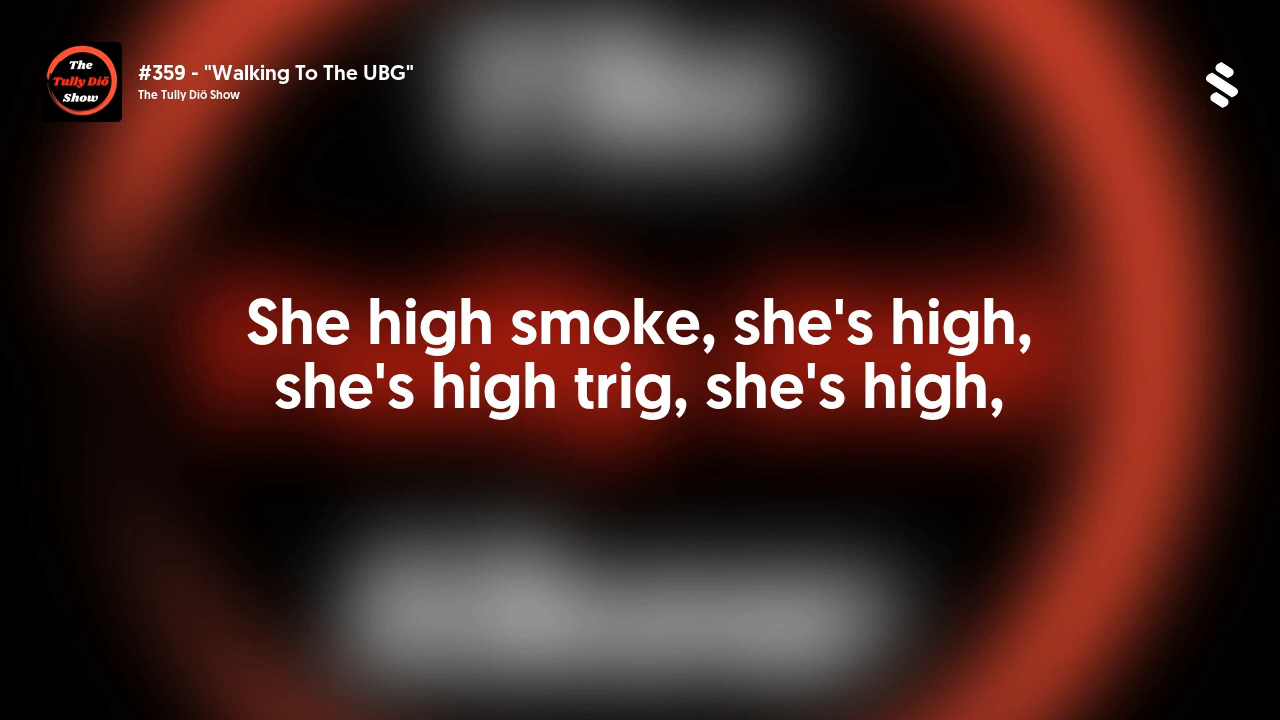 The
Tully Diö
Show
#359 - "Walking To The UBG"
The Tully Diö Show
She high smoke, she's high,
she's high trig, she's high,